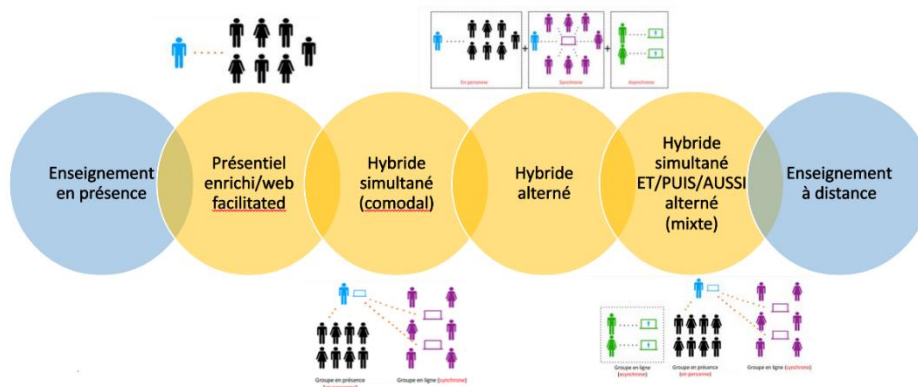 En personne
Synchrone
Asynchrone
+
+
Enseignement
en présence
Présentiel
enrichi/web
facilitated
Hybride
simultané
(comodal)
Hybride
alterné
Hybride
simultané
ET/PUIS/AUSSI
alterné
(mixte)
Enseignement
à distance
Groupe en présence
Groupe en ligne (synchrone)
Groupe en ligne
(asynchrone)
Groupe en présence
(en personne)
Groupe en ligne (synchrone)